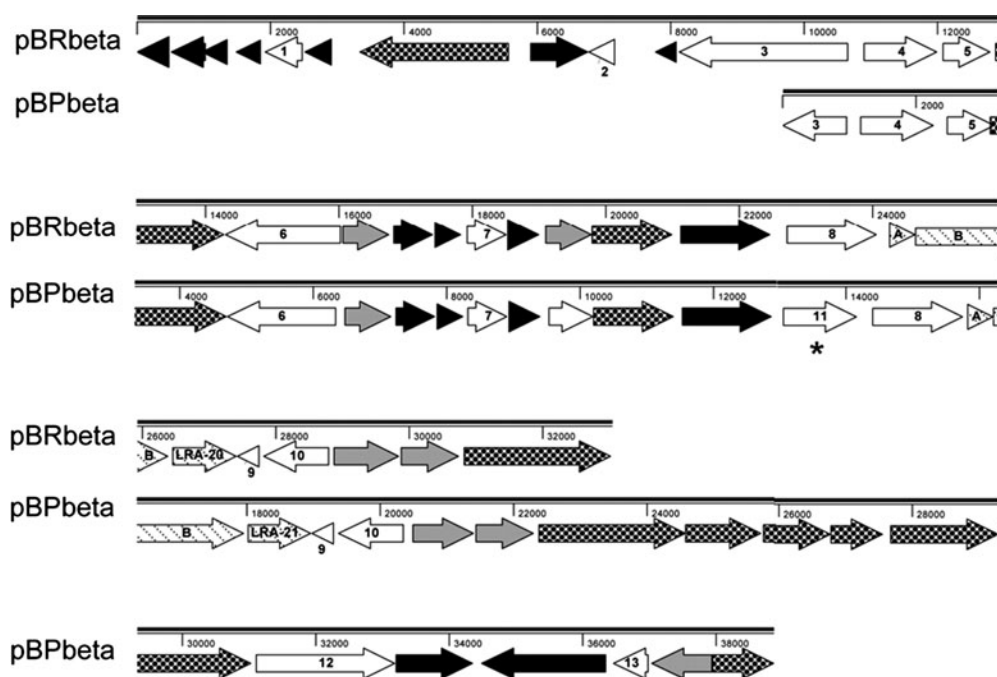 pBRbeta 2000 4000 6000 8000 10000 12000
1 2 3 4 5
pBPbeta 2000
3 4 5
pBRbeta 14000 16000 18000 20000 22000 24000
6 7 8 A B
pBPbeta 4000 6000 8000 10000 12000 14000
6 7 11 8 A
*
pBRbeta 26000 28000 30000 32000
B LRA-20 9 10
pBPbeta 18000 20000 22000 24000 26000 28000
B LRA-21 9 10
pBPbeta 30000 32000 34000 36000 38000
12 13